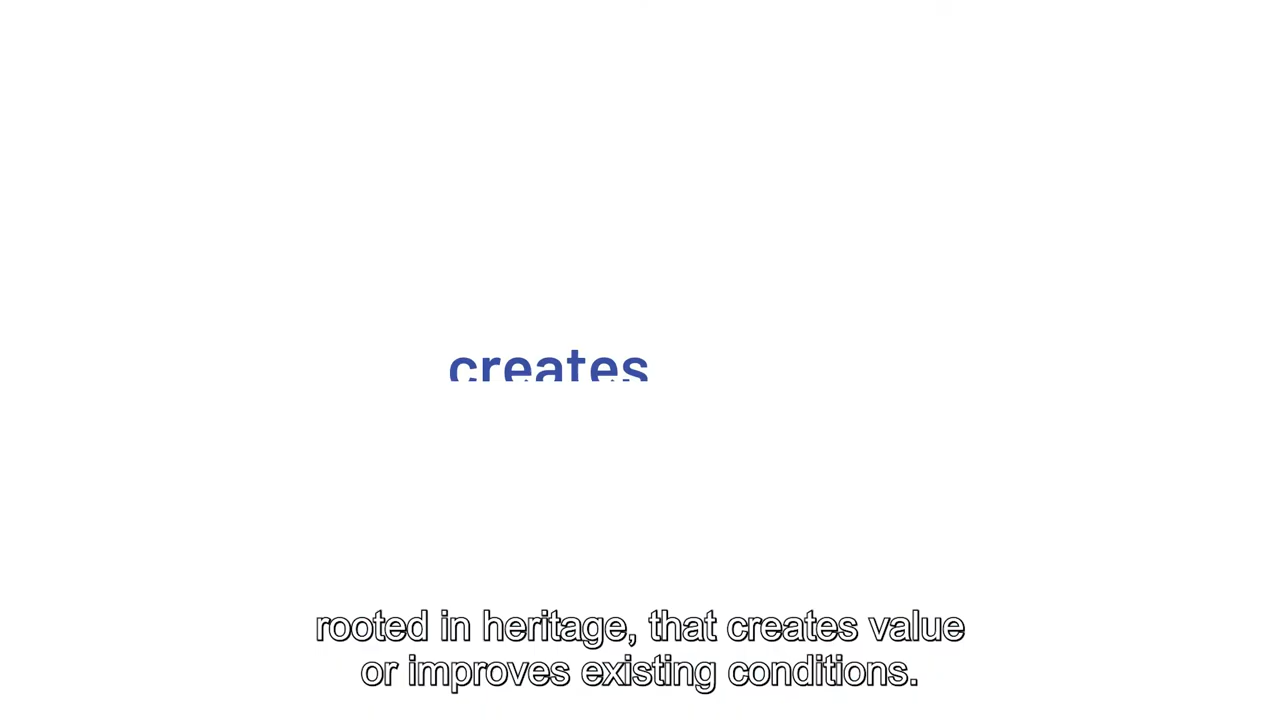 creates
rooted in heritage, that creates value
or improves existing conditions.